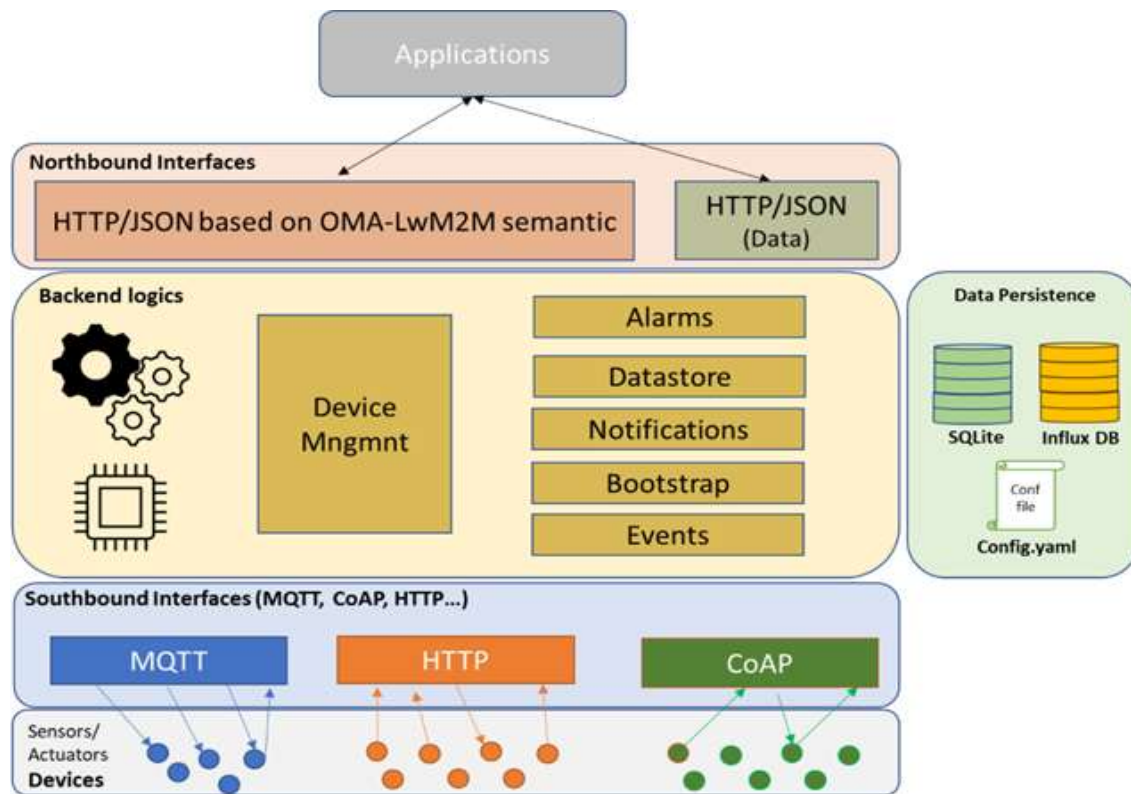 Applications
Northbound Interfaces
HTTP/JSON based on OMA-LwM2M semantic
HTTP/JSON
(Data)
Backend logics
Device
Mngmnt
Alarms
Datastore
Notifications
Bootstrap
Events
Data Persistence
SQLite
Influx DB
Conf
file
Config.yaml
Southbound Interfaces (MQTT, CoAP, HTTP...)
MQTT
HTTP
CoAP
Sensors/
Actuators
Devices